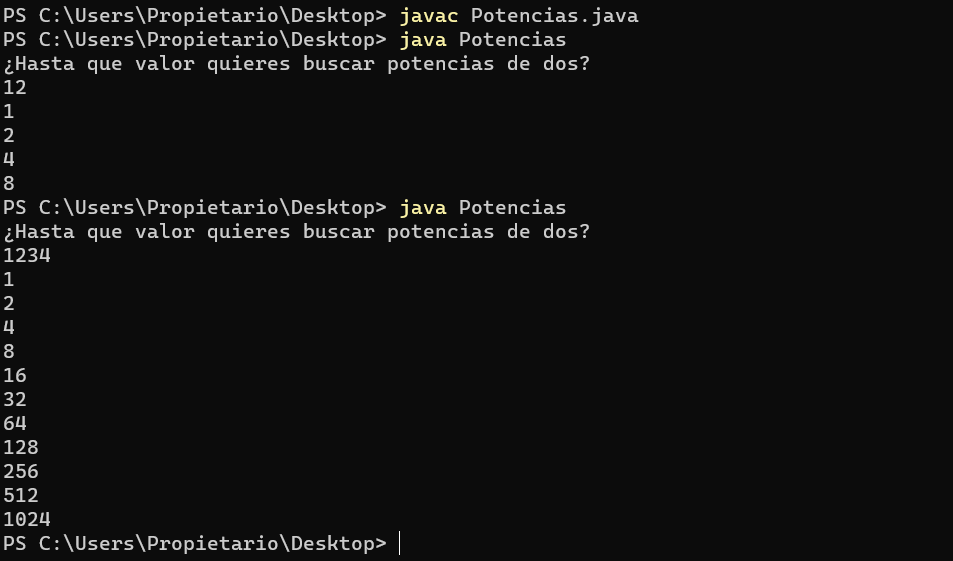 PS C:\Users\Propietario\Desktop> javac Potencias.java
PS C:\Users\Propietario\Desktop> java Potencias
¿Hasta que valor quieres buscar potencias de dos?
12
1
2
4
8
PS C:\Users\Propietario\Desktop> java Potencias
¿Hasta que valor quieres buscar potencias de dos?
1234
1
2
4
8
16
32
64
128
256
512
1024
PS C:\Users\Propietario\Desktop>